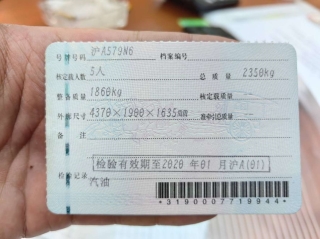 号牌号码 沪A579N6 档案编号
核定载人数 5人 总质量 2350kg
整备质量 1860kg 核定载质量 --
外廓尺寸 4370×1900×1635mm 准牵引总质量 --
备注
检验有效期至2020年01月沪A(01)
检验记录
汽油
*3190007719944*